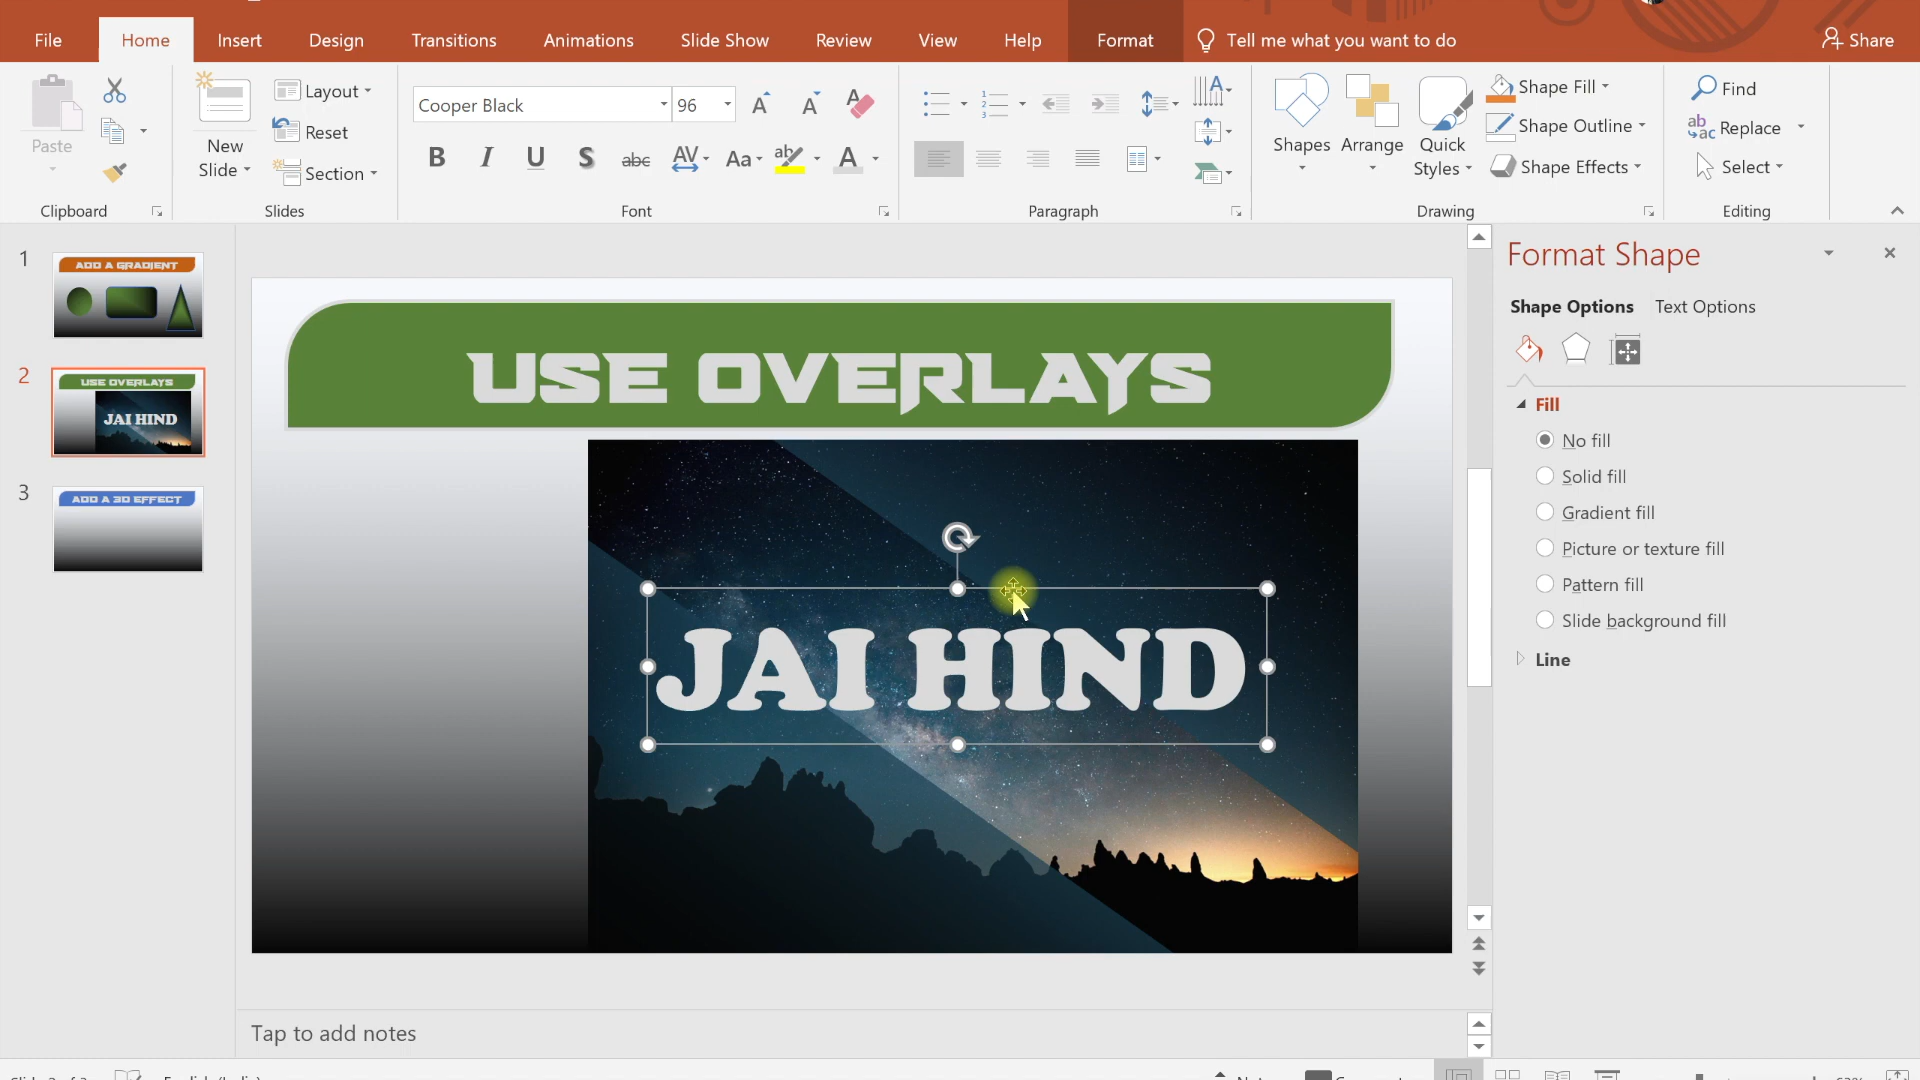 File Home Insert Design Transitions Animations Slide Show Review View Help Format Tell me what you want to do Share
Paste
Clipboard
New
Slide
Layout
Reset
Section
Slides
Cooper Black 96
B I U S abc AV Aa ab A
Font
Paragraph
Shapes Arrange Quick
Styles
Shape Fill
Shape Outline
Shape Effects
Drawing
Find
Replace
Select
Editing
1
ADD A GRADIENT
2
USE OVERLAYS
JAI HIND
3
ADD A 3D EFFECT
USE OVERLAYS
JAI HIND
Tap to add notes
Format Shape
Shape Options Text Options
Fill
No fill
Solid fill
Gradient fill
Picture or texture fill
Pattern fill
Slide background fill
Line